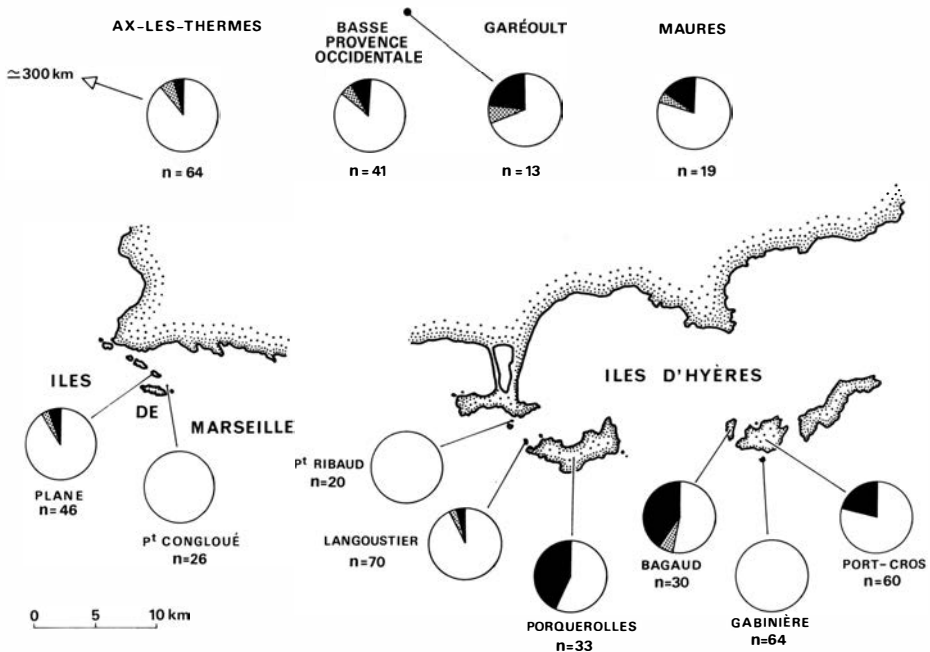 AX-LES-THERMES
BASSE
PROVENCE
OCCIDENTALE
GARÉOULT
MAURES
≃300 km
n = 64
n = 41
n = 13
n = 19
ILES
DE
MARSEILLE
ILES D'HYÈRES
PLANE
n = 46
Pt CONGLOUÉ
n=26
Pt RIBAUD
n=20
LANGOUSTIER
n=70
PORQUEROLLES
n=33
BAGAUD
n=30
GABINIÈRE
n=64
PORT-CROS
n=60
0 5 10 km